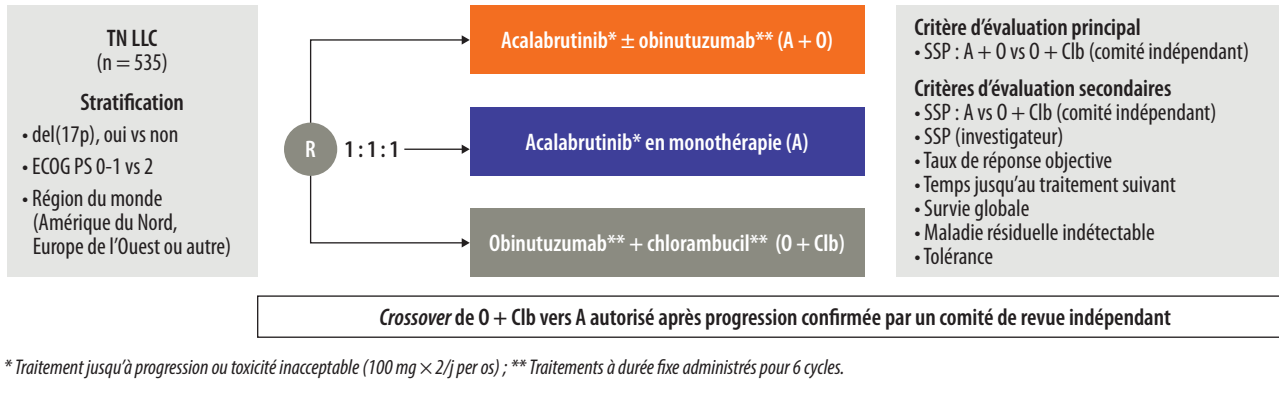 TN LLC
(n = 535)
Stratification
• del(17p), oui vs non
• ECOG PS 0-1 vs 2
• Région du monde
(Amérique du Nord,
Europe de l'Ouest ou autre)
R
1 : 1 : 1
Acalabrutinib* ± obinutuzumab** (A + O)
Acalabrutinib* en monothérapie (A)
Obinutuzumab** + chlorambucil** (O + Clb)
Critère d'évaluation principal
• SSP : A + O vs O + Clb (comité indépendant)
Critères d'évaluation secondaires
• SSP : A vs O + Clb (comité indépendant)
• SSP (investigateur)
• Taux de réponse objective
• Temps jusqu'au traitement suivant
• Survie globale
• Maladie résiduelle indétectable
• Tolérance
Crossover de O + Clb vers A autorisé après progression confirmée par un comité de revue indépendant
* Traitement jusqu'à progression ou toxicité inacceptable (100 mg × 2/j per os) ; ** Traitements à durée fixe administrés pour 6 cycles.